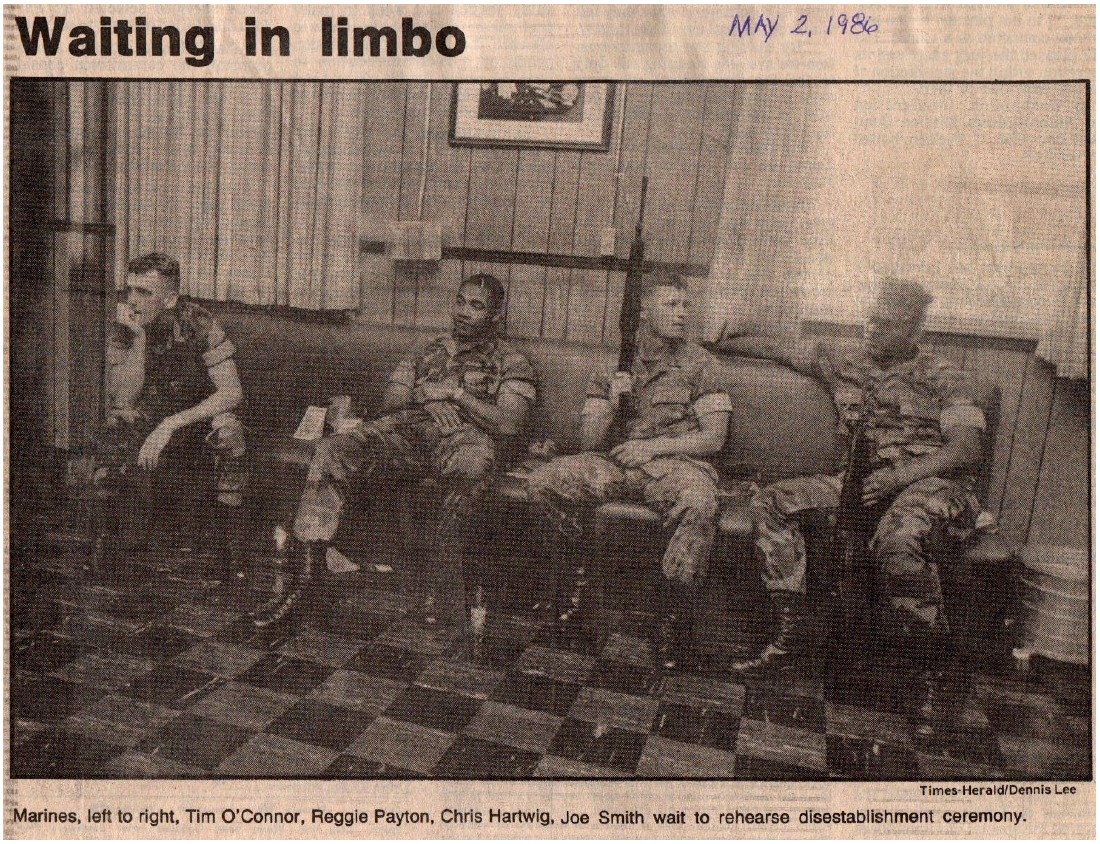 Waiting in limbo
MAY 2, 1986
Times-Herald/Dennis Lee
Marines, left to right, Tim O'Connor, Reggie Payton, Chris Hartwig, Joe Smith wait to rehearse disestablishment ceremony.